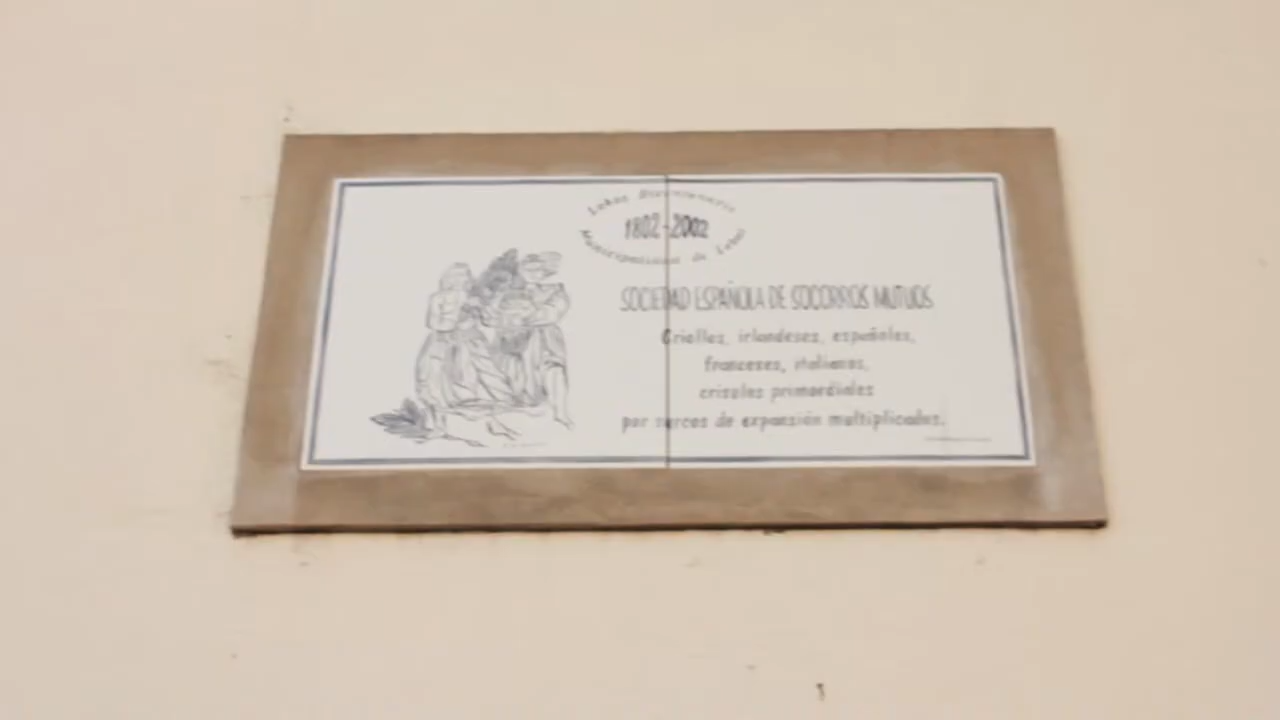 Lobos Bicentenario
1802-2002
Municipalidad de Lobos
SOCIEDAD ESPAÑOLA DE SOCORROS MUTUOS
Criollos, irlandeses, españoles,
franceses, italianos,
crisoles primordiales
por surcos de expansión multiplicados.